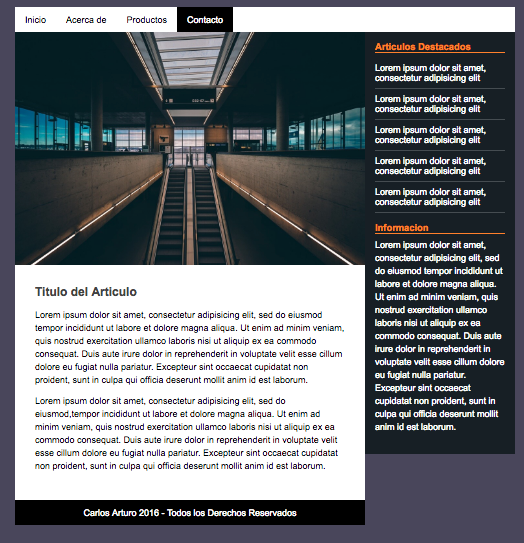 Inicio Acerca de Productos Contacto
Titulo del Articulo
Lorem ipsum dolor sit amet, consectetur adipisicing elit, sed do eiusmod
tempor incididunt ut labore et dolore magna aliqua. Ut enim ad minim veniam,
quis nostrud exercitation ullamco laboris nisi ut aliquip ex ea commodo
consequat. Duis aute irure dolor in reprehenderit in voluptate velit esse cillum
dolore eu fugiat nulla pariatur. Excepteur sint occaecat cupidatat non
proident, sunt in culpa qui officia deserunt mollit anim id est laborum.
Lorem ipsum dolor sit amet, consectetur adipisicing elit, sed do
eiusmod,tempor incididunt ut labore et dolore magna aliqua. Ut enim ad
minim veniam, quis nostrud exercitation ullamco laboris nisi ut aliquip ex ea
commodo consequat. Duis aute irure dolor in reprehenderit in voluptate velit
esse cillum dolore eu fugiat nulla pariatur. Excepteur sint occaecat cupidatat
non proident, sunt in culpa qui officia deserunt mollit anim id est laborum.
Articulos Destacados
Lorem ipsum dolor sit amet,
consectetur adipisicing elit
Lorem ipsum dolor sit amet,
consectetur adipisicing elit
Lorem ipsum dolor sit amet,
consectetur adipisicing elit
Lorem ipsum dolor sit amet,
consectetur adipisicing elit
Lorem ipsum dolor sit amet,
consectetur adipisicing elit
Informacion
Lorem ipsum dolor sit amet,
consectetur adipisicing elit, sed
do eiusmod tempor incididunt ut
labore et dolore magna aliqua.
Ut enim ad minim veniam, quis
nostrud exercitation ullamco
laboris nisi ut aliquip ex ea
commodo consequat. Duis aute
irure dolor in reprehenderit in
voluptate velit esse cillum dolore
eu fugiat nulla pariatur.
Excepteur sint occaecat
cupidatat non proident, sunt in
culpa qui officia deserunt mollit
anim id est laborum.
Carlos Arturo 2016 - Todos los Derechos Reservados